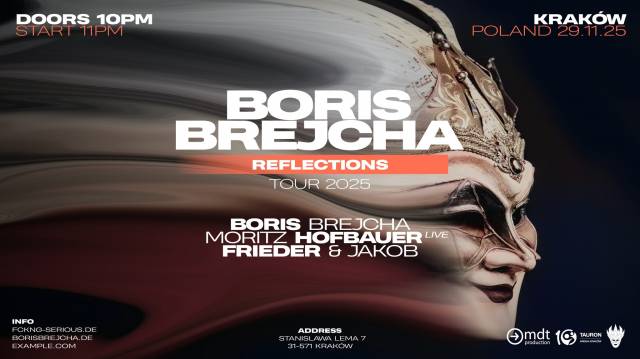 DOORS 10PM
START 11PM
KRAKÓW
POLAND 29.11.25
BORIS
BREJCHA
REFLECTIONS
TOUR 2025
BORIS BREJCHA
MORITZ HOFBAUER LIVE
FRIEDER & JAKOB
INFO
FCKNG-SERIOUS.DE
BORISBREJCHA.DE
EXAMPLE.COM
ADDRESS
STANISLAWA LEMA 7
31-571 KRAKÓW
mdt
production
TAURON
ARENA KRAKÓW